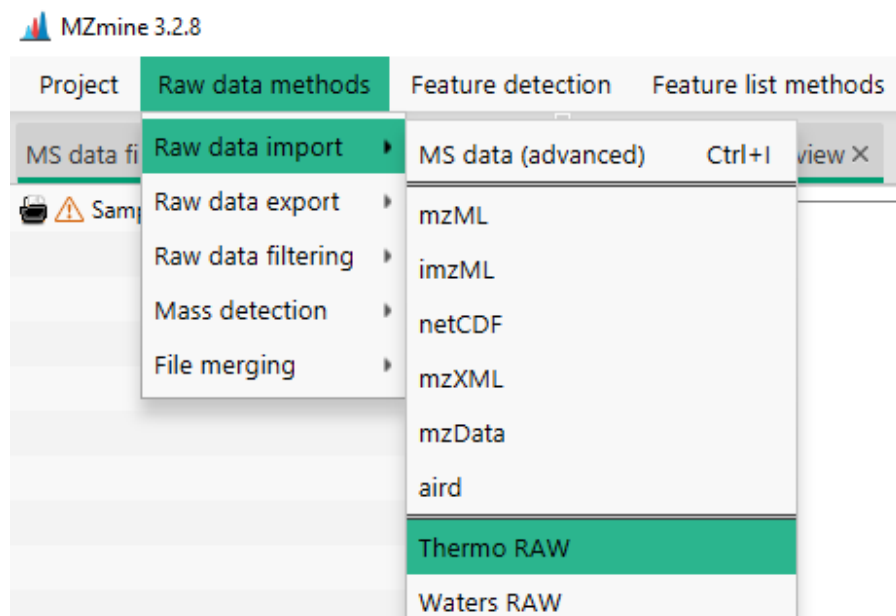 MZmine 3.2.8
Project Raw data methods Feature detection Feature list methods
MS data fi
view
Samp
Raw data import
Raw data export
Raw data filtering
Mass detection
File merging
MS data (advanced) Ctrl+I
mzML
imzML
netCDF
mzXML
mzData
aird
Thermo RAW
Waters RAW